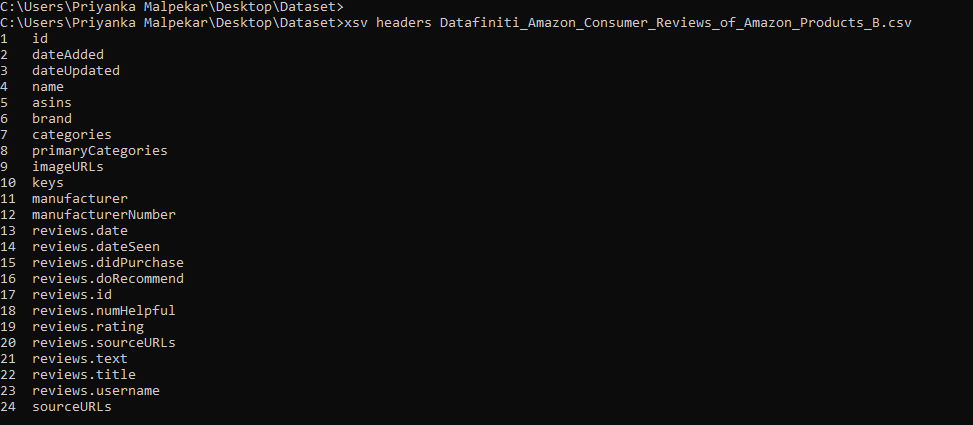 C:\Users\Priyanka Malpekar\Desktop\Dataset>
C:\Users\Priyanka Malpekar\Desktop\Dataset>xsv headers Datafiniti_Amazon_Consumer_Reviews_of_Amazon_Products_B.csv
1   id
2   dateAdded
3   dateUpdated
4   name
5   asins
6   brand
7   categories
8   primaryCategories
9   imageURLs
10  keys
11  manufacturer
12  manufacturerNumber
13  reviews.date
14  reviews.dateSeen
15  reviews.didPurchase
16  reviews.doRecommend
17  reviews.id
18  reviews.numHelpful
19  reviews.rating
20  reviews.sourceURLs
21  reviews.text
22  reviews.title
23  reviews.username
24  sourceURLs